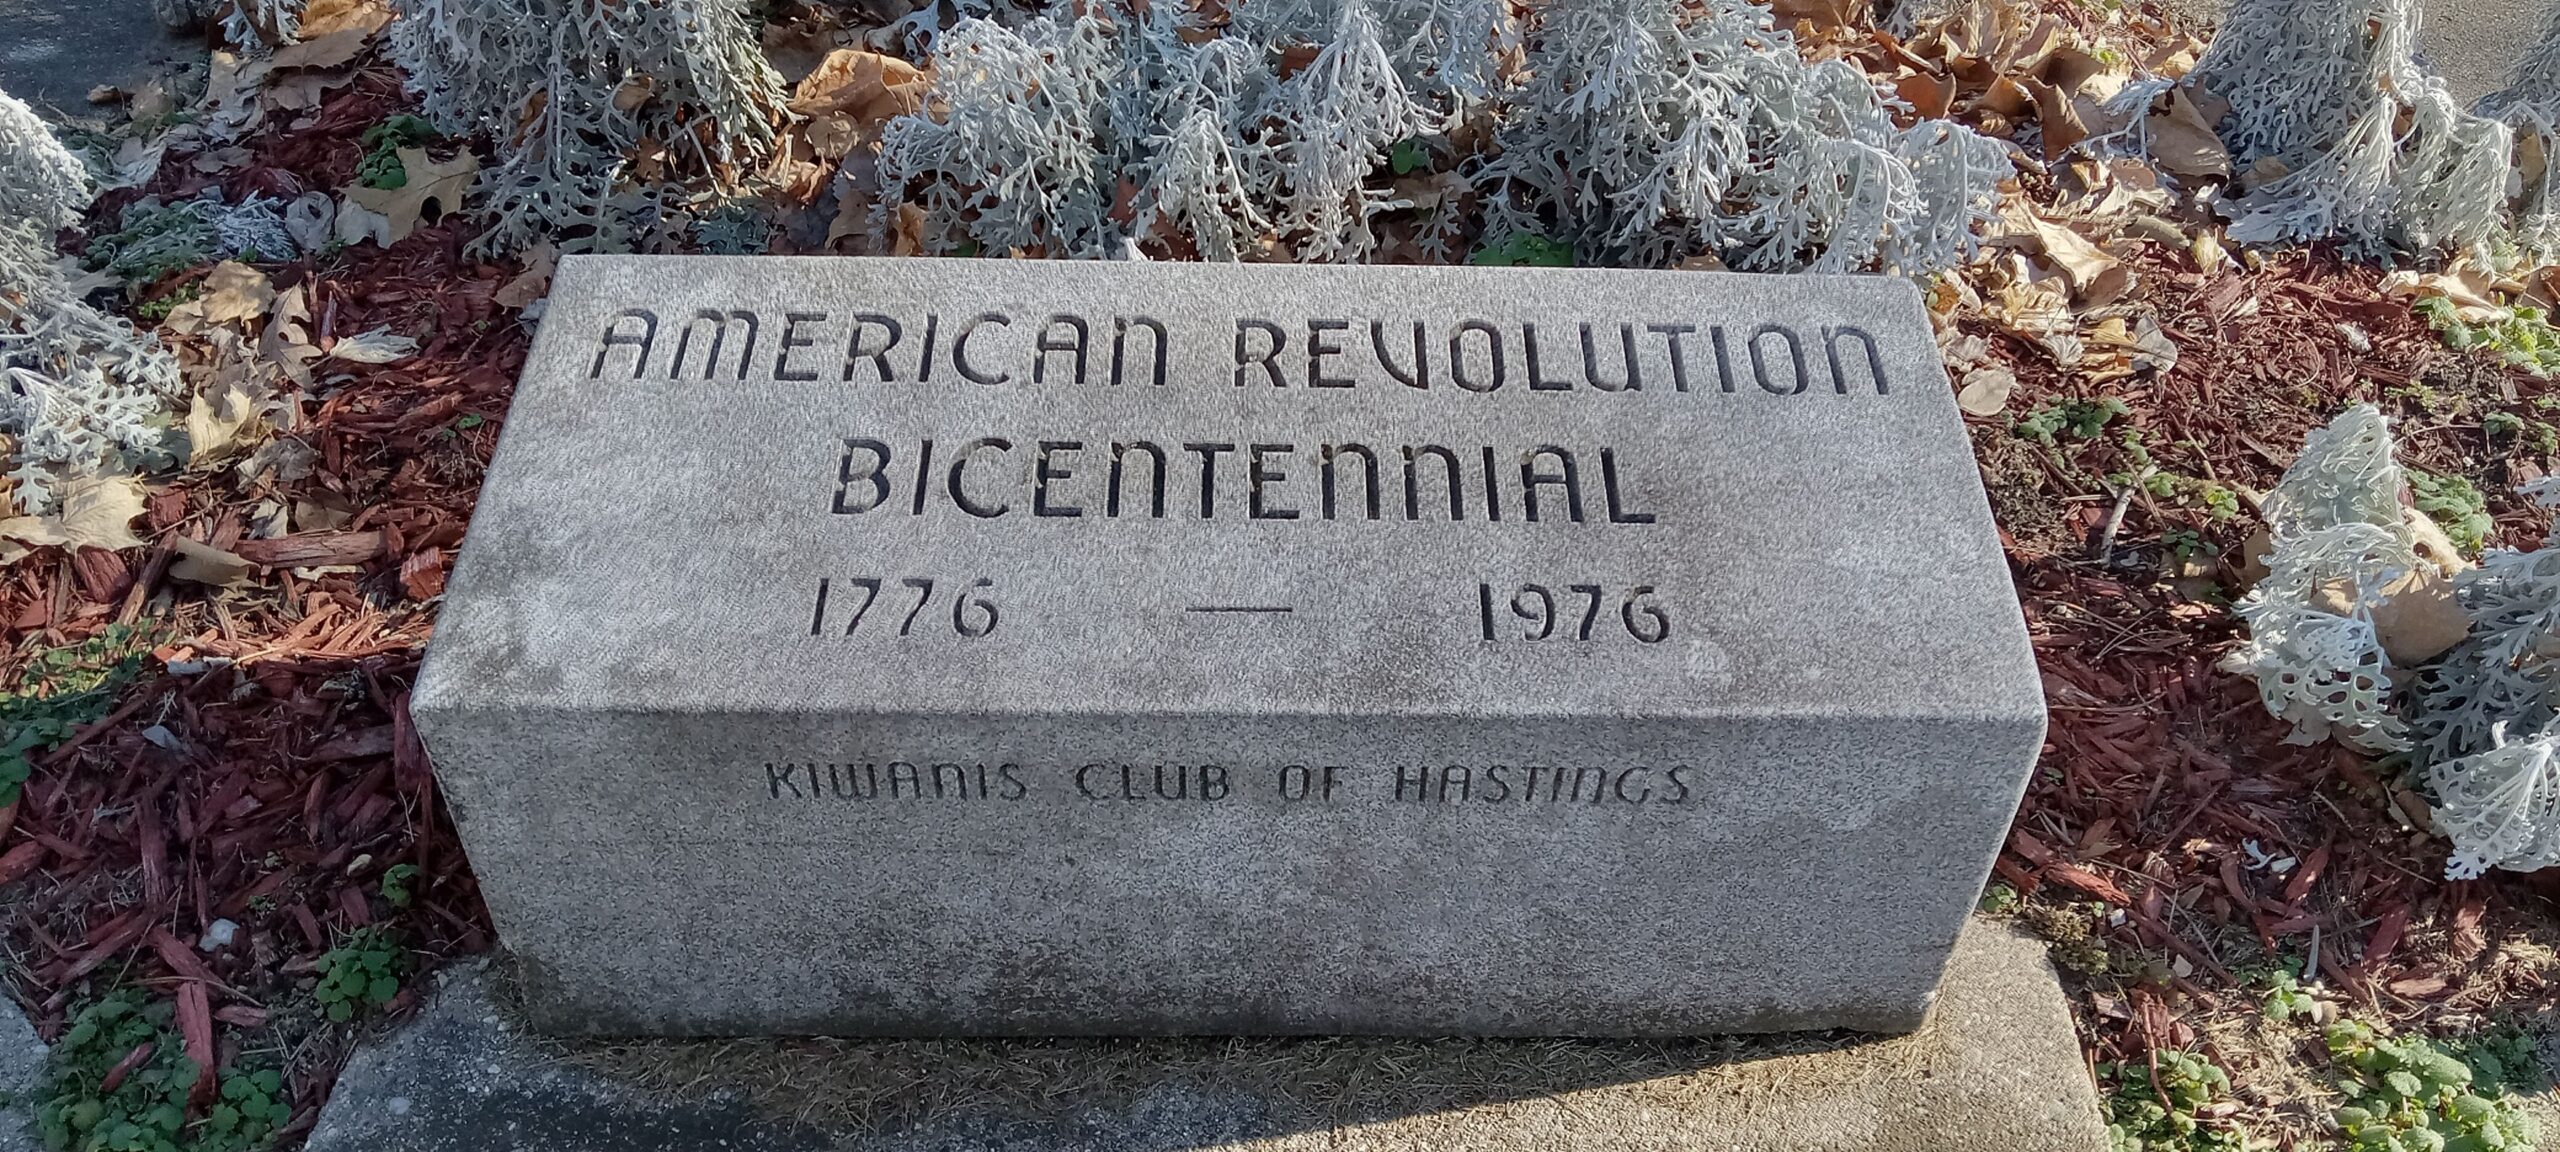 AMERICAN REVOLUTION
BICENTENNIAL
1776 — 1976
KIWANIS CLUB OF HASTINGS